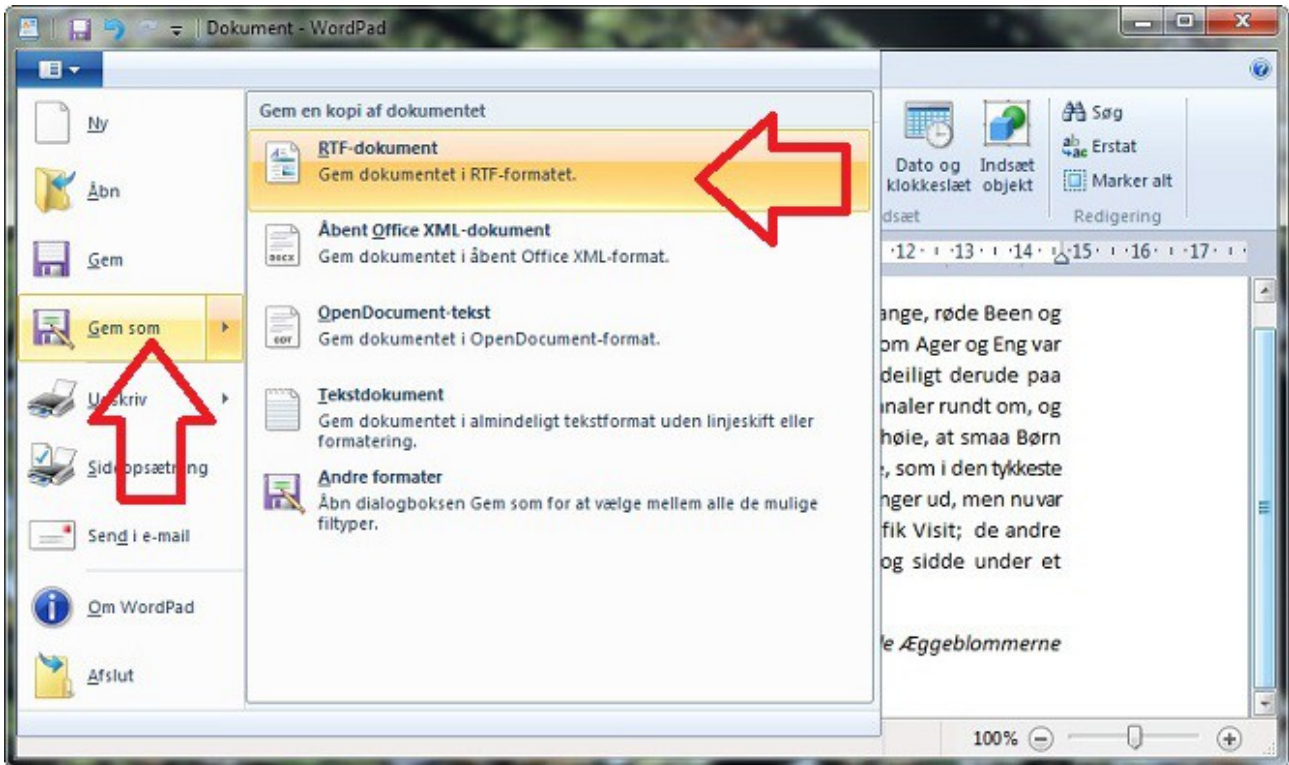 Dokument - WordPad
Ny
Åbn
Gem
Gem som
Udskriv
Sideopsætning
Send i e-mail
Om WordPad
Afslut
Gem en kopi af dokumentet
RTF-dokument
Gem dokumentet i RTF-formatet.
Åbent Office XML-dokument
Gem dokumentet i åbent Office XML-format.
OpenDocument-tekst
Gem dokumentet i OpenDocument-format.
Tekstdokument
Gem dokumentet i almindeligt tekstformat uden linjeskift eller
formatering.
Andre formater
Åbn dialogboksen Gem som for at vælge mellem alle de mulige
filtyper.
Dato og
klokkeslæt
Indsæt
objekt
Søg
Erstat
Marker alt
dsæt
Redigering
12 13 14 15 16 17
ange, røde Been og
om Ager og Eng var
deiligt derude paa
analer rundt om, og
høie, at smaa Børn
, som i den tykkeste
nger ud, men nu var
fik Visit; de andre
og sidde under et
e Æggeblommerne
100%